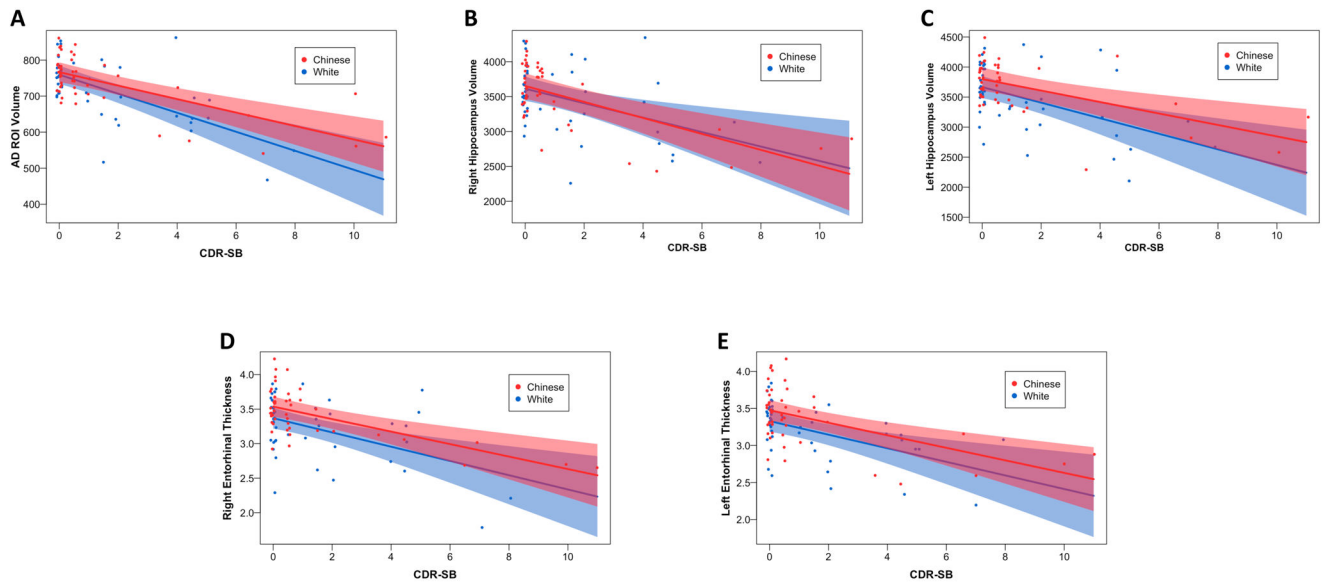 A
AD ROI Volume
800
700
600
500
400
0 2 4 6 8 10
CDR-SB
Chinese
White
B
Right Hippocampus Volume
4000
3500
3000
2500
2000
0 2 4 6 8 10
CDR-SB
Chinese
White
C
Left Hippocampus Volume
4500
4000
3500
3000
2500
2000
1500
0 2 4 6 8 10
CDR-SB
Chinese
White
D
Right Entorhinal Thickness
4.0
3.5
3.0
2.5
2.0
0 2 4 6 8 10
CDR-SB
Chinese
White
E
Left Entorhinal Thickness
4.0
3.5
3.0
2.5
2.0
0 2 4 6 8 10
CDR-SB
Chinese
White